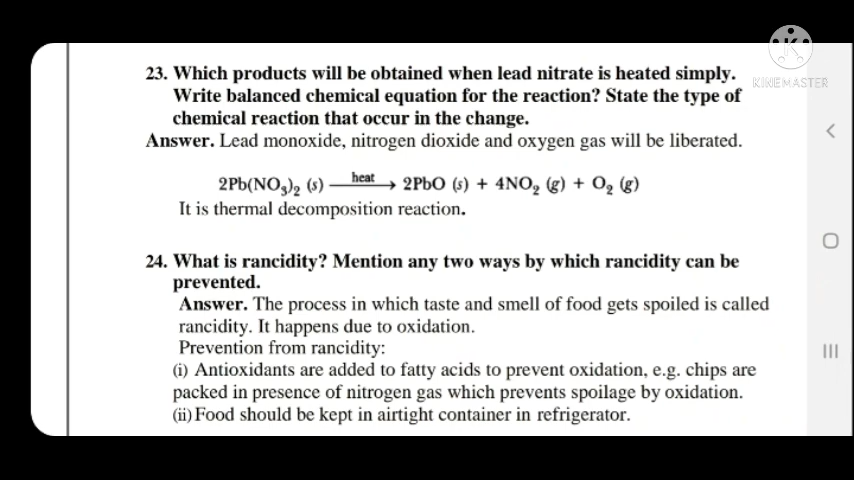 KINEMASTER
23. Which products will be obtained when lead nitrate is heated simply.
Write balanced chemical equation for the reaction? State the type of
chemical reaction that occur in the change.
Answer. Lead monoxide, nitrogen dioxide and oxygen gas will be liberated.
2Pb(NO₃)₂ (s) heat → 2PbO (s) + 4NO₂ (g) + O₂ (g)
It is thermal decomposition reaction.
24. What is rancidity? Mention any two ways by which rancidity can be
prevented.
Answer. The process in which taste and smell of food gets spoiled is called
rancidity. It happens due to oxidation.
Prevention from rancidity:
(i) Antioxidants are added to fatty acids to prevent oxidation, e.g. chips are
packed in presence of nitrogen gas which prevents spoilage by oxidation.
(ii) Food should be kept in airtight container in refrigerator.